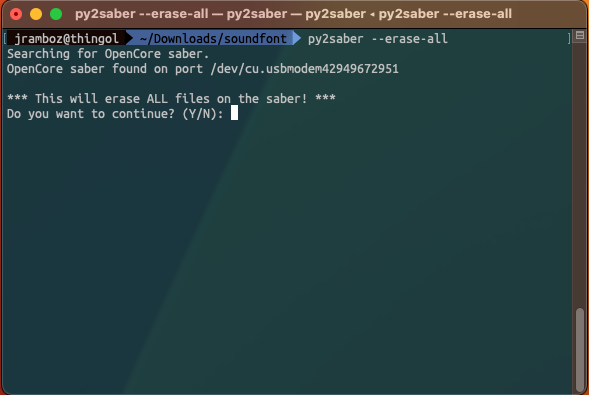 py2saber --erase-all — py2saber — py2saber ◂ py2saber --erase-all
[ jramboz@thingol ~/Downloads/soundfont py2saber --erase-all ]
Searching for OpenCore saber.
OpenCore saber found on port /dev/cu.usbmodem42949672951
*** This will erase ALL files on the saber! ***
Do you want to continue? (Y/N):